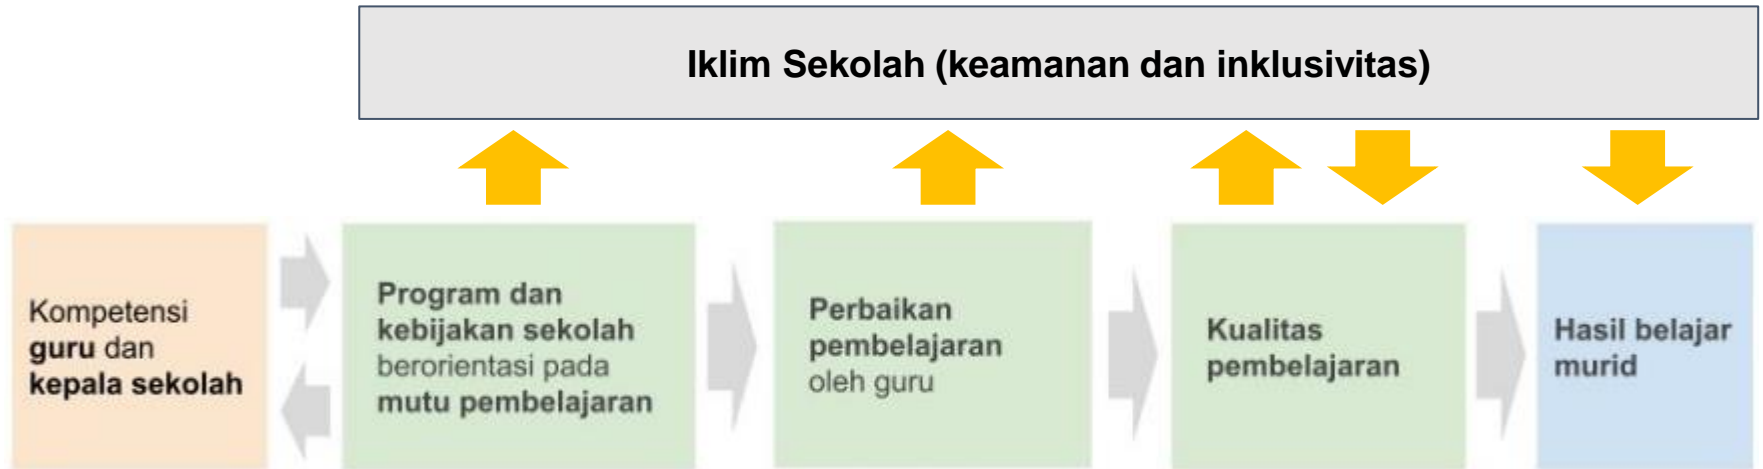 Iklim Sekolah (keamanan dan inklusivitas)
Kompetensi
guru dan
kepala sekolah
Program dan
kebijakan sekolah
berorientasi pada
mutu pembelajaran
Perbaikan
pembelajaran
oleh guru
Kualitas
pembelajaran
Hasil belajar
murid